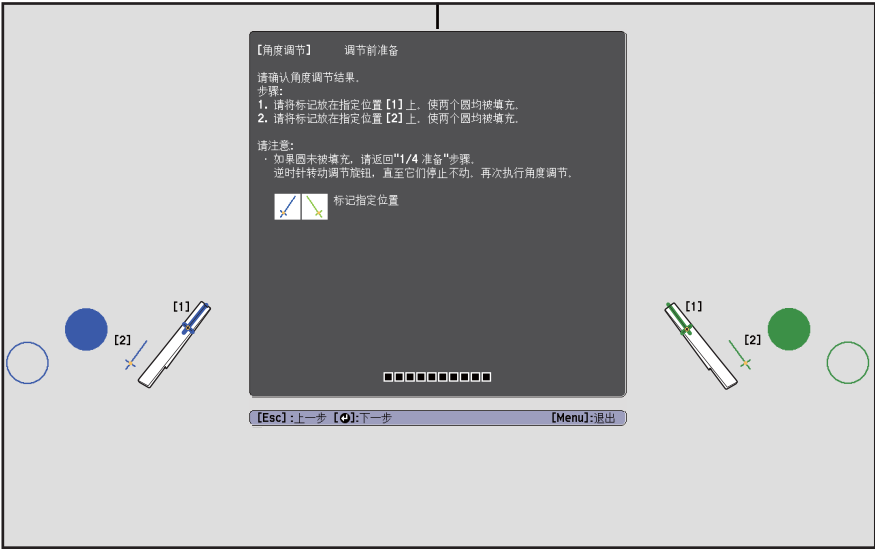 【角度调节】 调节前准备
请确认角度调节结果.
步骤:
1. 请将标记放在指定位置【1】上. 使两个圆均被填充.
2. 请将标记放在指定位置【2】上. 使两个圆均被填充.
请注意:
· 如果圆未被填充, 请返回"1/4 准备"步骤.
逆时针转动调节旋钮, 直至它们停止不动. 再次执行角度调节.
标记指定位置
[1]
[2]
[1]
[2]
[Esc] :上一步 [⏎]:下一步 [Menu]:退出